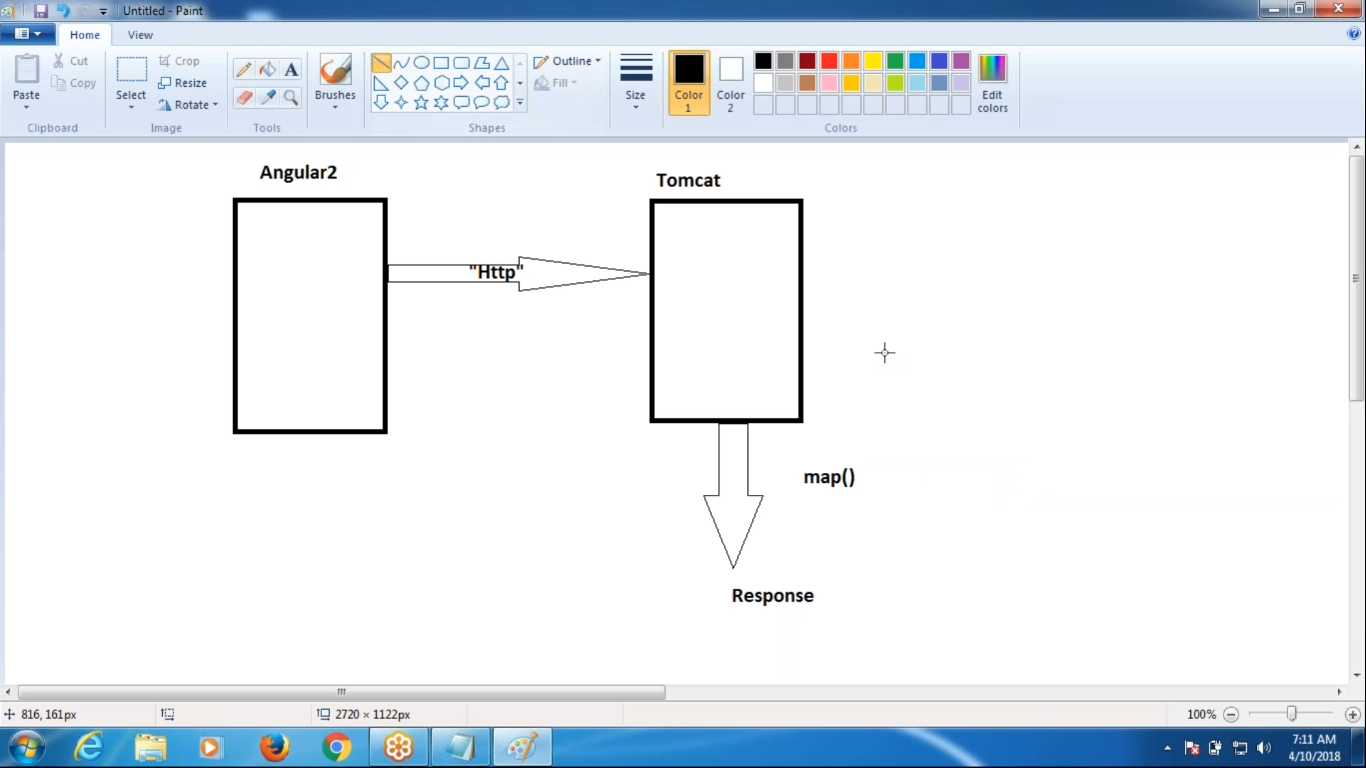 Untitled - Paint
Home
View
Paste
Cut
Copy
Clipboard
Select
Crop
Resize
Rotate
Image
A
Tools
Brushes
Outline
Fill
Shapes
Size
Color 1
Color 2
Edit colors
Colors
Angular2
Tomcat
"Http"
map()
Response
816, 161px
2720 × 1122px
100%
7:11 AM
4/10/2018